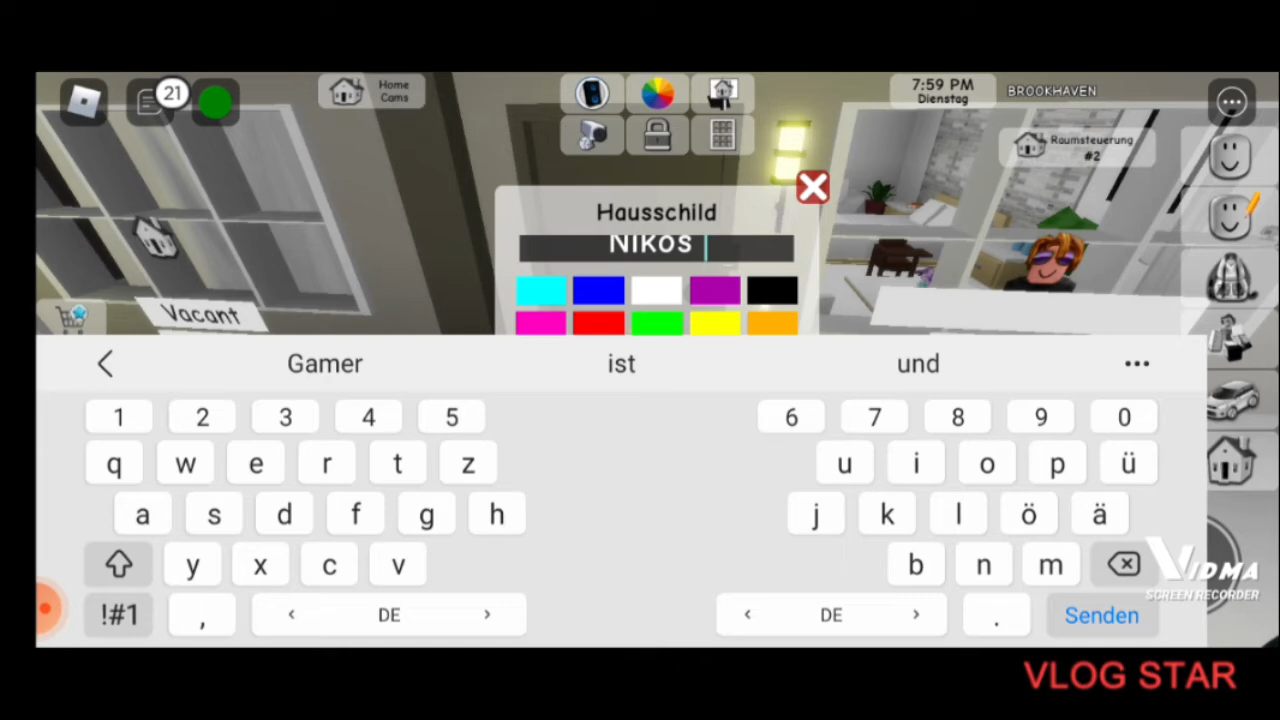 21
Home
Cams
7:59 PM
Dienstag
BROOKHAVEN
Raumsteuerung
#2
Hausschild
NIKOS
Vacant
Gamer ist und
1 2 3 4 5 6 7 8 9 0
q w e r t z u i o p ü
a s d f g h j k l ö ä
y x c v b n m
!#1 , < DE > < DE > . Senden
VIDMA
SCREEN RECORDER
VLOG STAR